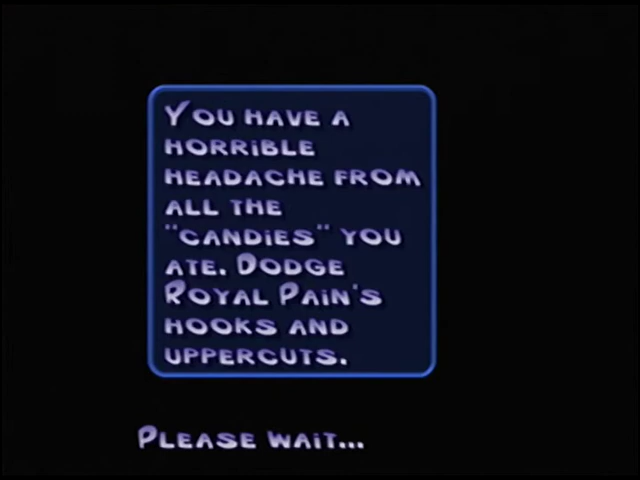 You have a
horrible
headache from
all the
"candies" you
ate. Dodge
Royal Pain's
hooks and
uppercuts.
Please wait...